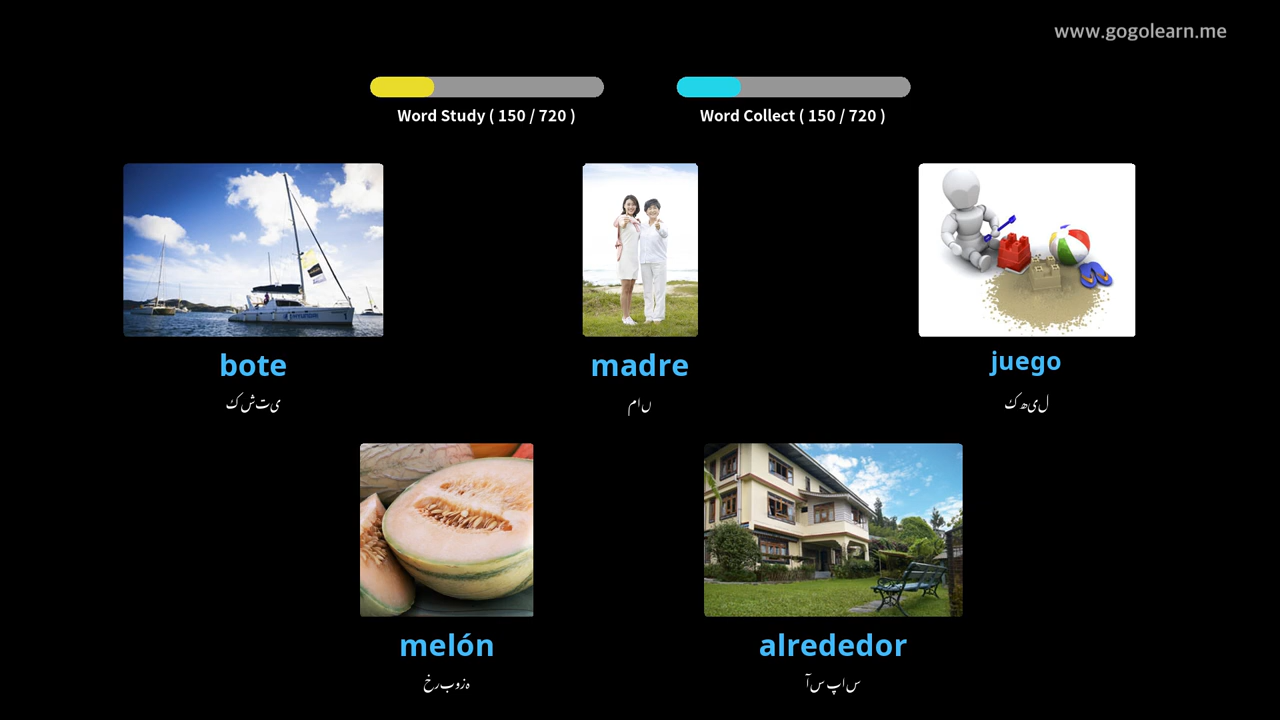 www.gogolearn.me
Word Study ( 150 / 720 )
Word Collect ( 150 / 720 )
bote
کشتی
madre
ماں
juego
کھیل
melón
خربوزہ
alrededor
آس پاس